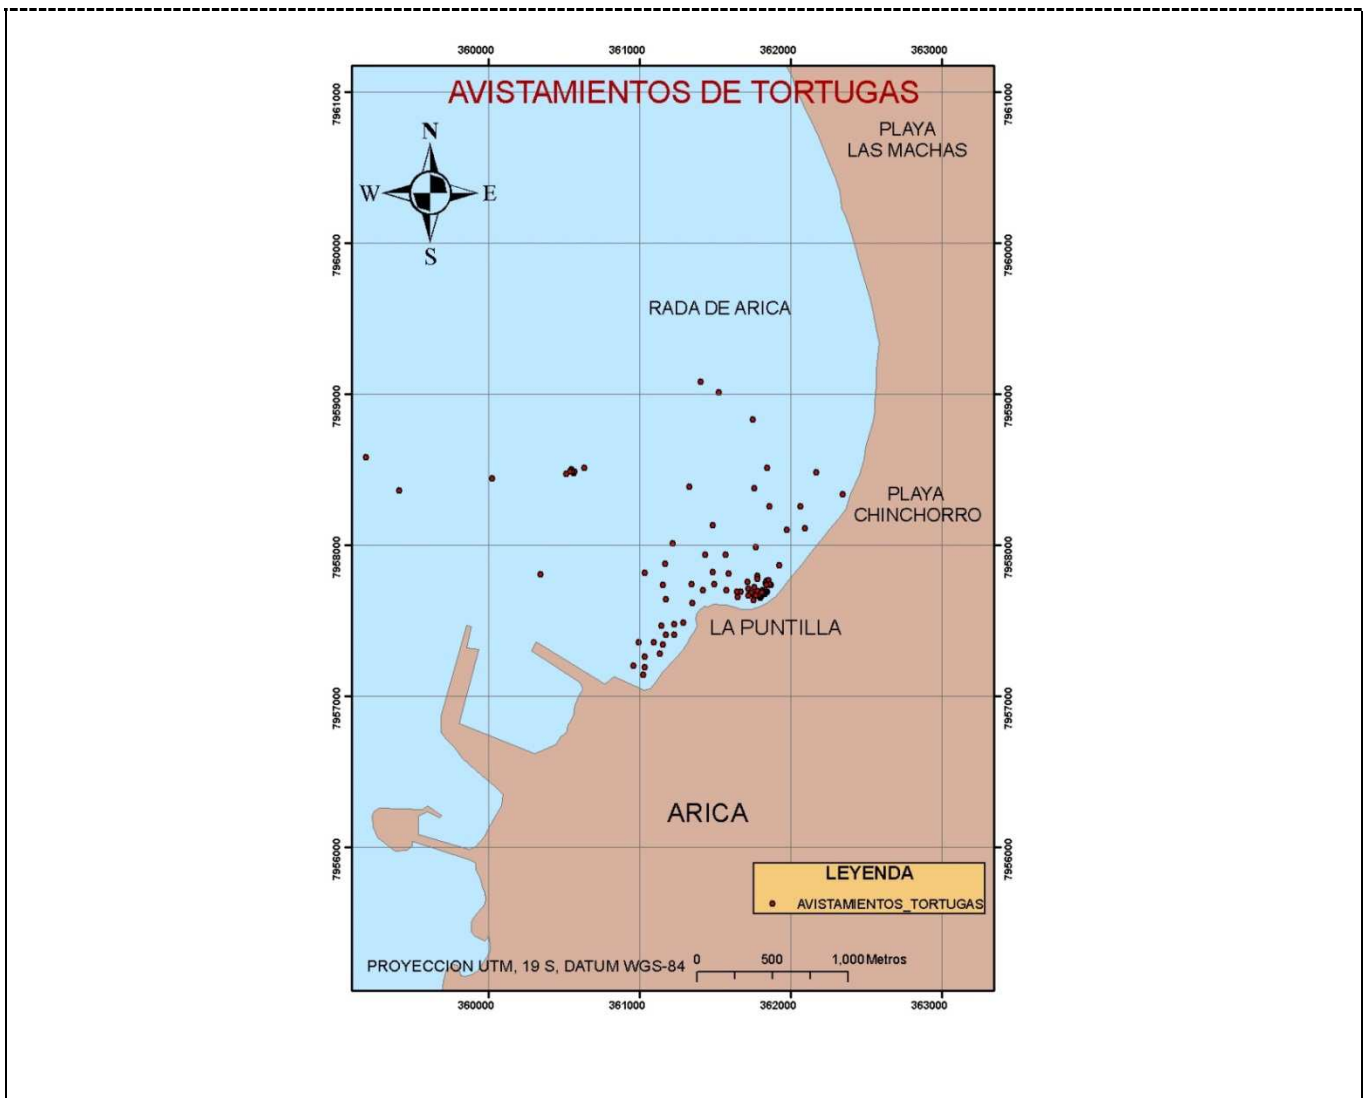 360000 361000 362000 363000
AVISTAMIENTOS DE TORTUGAS
7961000 7961000
PLAYA
LAS MACHAS
N
W E
S
7960000 7960000
RADA DE ARICA
7959000 7959000
PLAYA
CHINCHORRO
7958000 7958000
LA PUNTILLA
7957000 7957000
ARICA
7956000 7956000
LEYENDA
AVISTAMIENTOS_TORTUGAS
PROYECCION UTM, 19 S, DATUM WGS-84
0 500 1,000 Metros
360000 361000 362000 363000